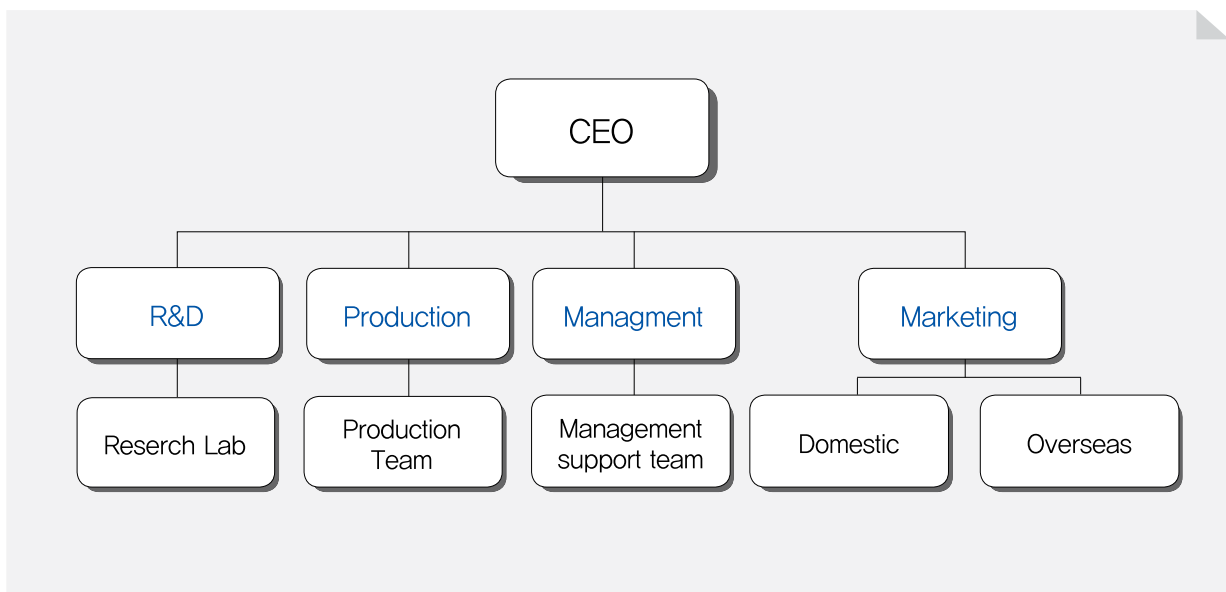 CEO
R&D
Production
Managment
Marketing
Reserch Lab
Production
Team
Management
support team
Domestic
Overseas